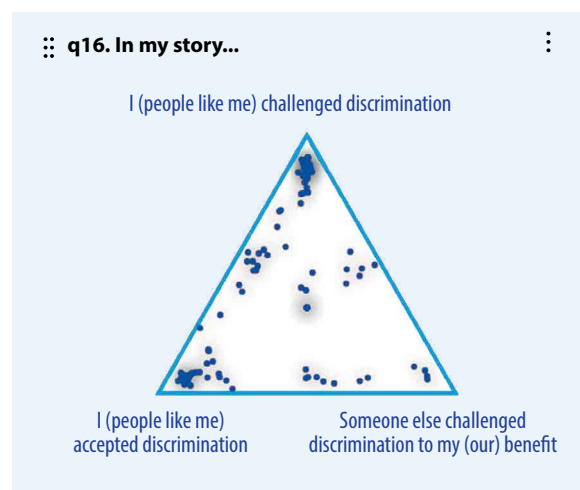 q16. In my story...
I (people like me) challenged discrimination
I (people like me)
accepted discrimination
Someone else challenged
discrimination to my (our) benefit